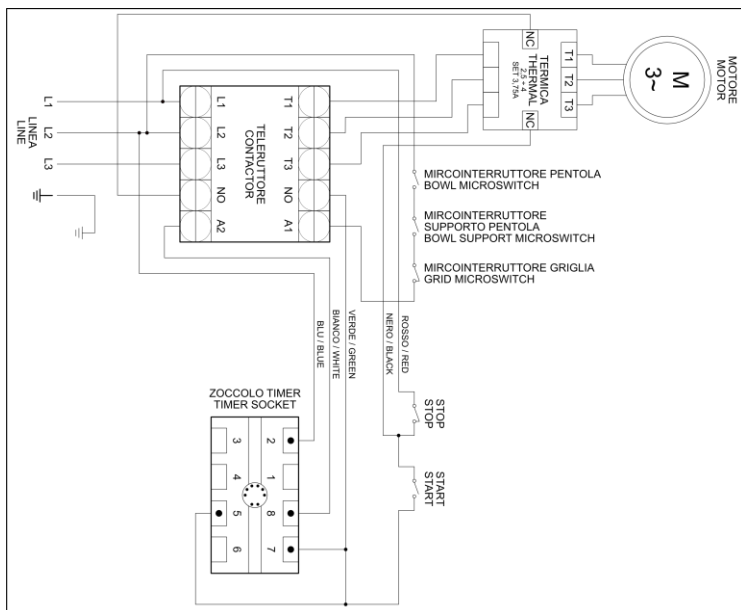 L1
L2
L3
LINEA
LINE
L1
L2
L3
NO
A2
TELERUTTORE
CONTACTOR
T1
T2
T3
NO
A1
NC
TERMICA
THERMAL
2,5 ÷ 4
SET 3,75A
NC
T1
T2
T3
M
3~
MOTORE
MOTOR
MIRCOINTERRUTTORE PENTOLA
BOWL MICROSWITCH
MIRCOINTERRUTTORE
SUPPORTO PENTOLA
BOWL SUPPORT MICROSWITCH
MIRCOINTERRUTTORE GRIGLIA
GRID MICROSWITCH
BLU / BLUE
BIANCO / WHITE
VERDE / GREEN
NERO / BLACK
ROSSO / RED
STOP
STOP
START
START
ZOCCOLO TIMER
TIMER SOCKET
3
4
5
6
2
1
8
7